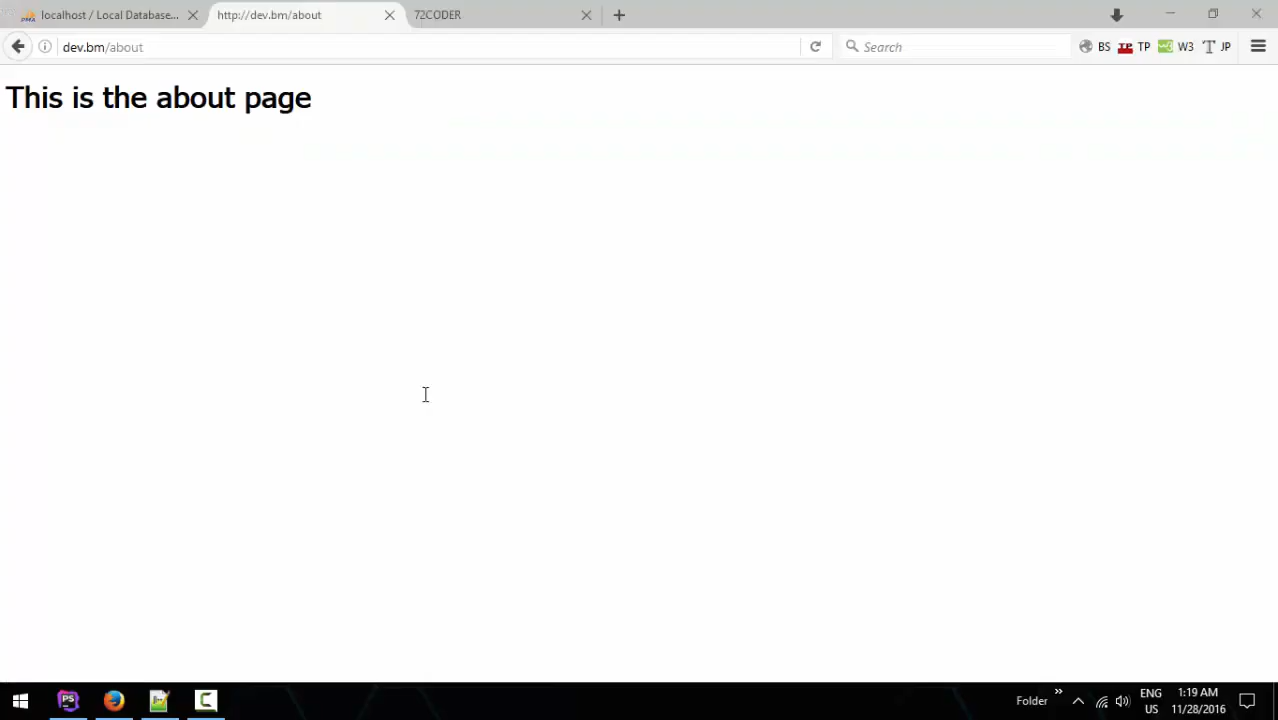 localhost / Local Database...
http://dev.bm/about
72CODER
dev.bm/about
Search
BS
TP
W3
JP
This is the about page
Folder
ENG
US
1:19 AM
11/28/2016